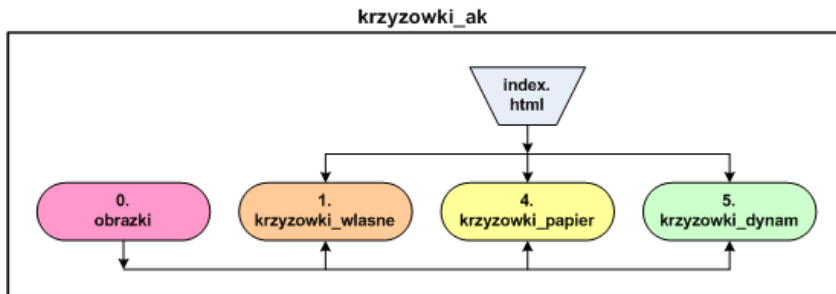 krzyzowki_ak
index.
html
0.
obrazki
1.
krzyzowki_wlasne
4.
krzyzowki_papier
5.
krzyzowki_dynam